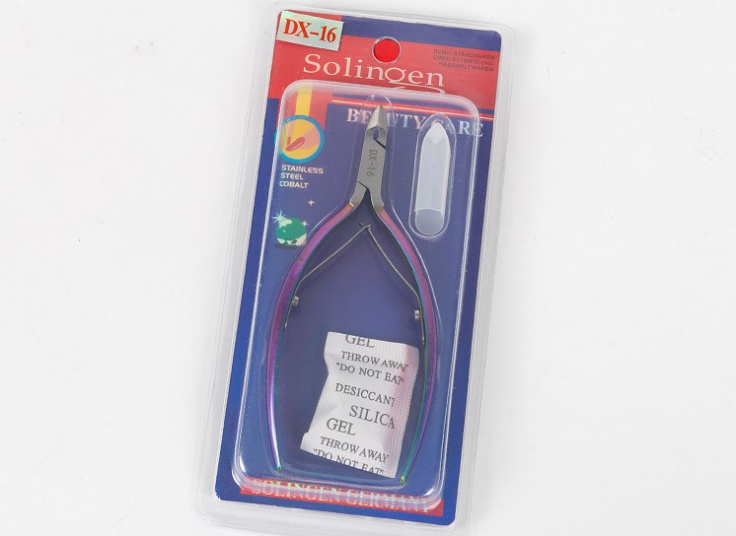 DX-16
Solingen
BEAUTY CARE
DX-16
STAINLESS
STEEL
COBALT
GEL
THROW AWAY
"DO NOT EAT"
DESICCANT
SILICA
GEL
THROW AWAY
"DO NOT EAT"
SOLINGEN GERMANY